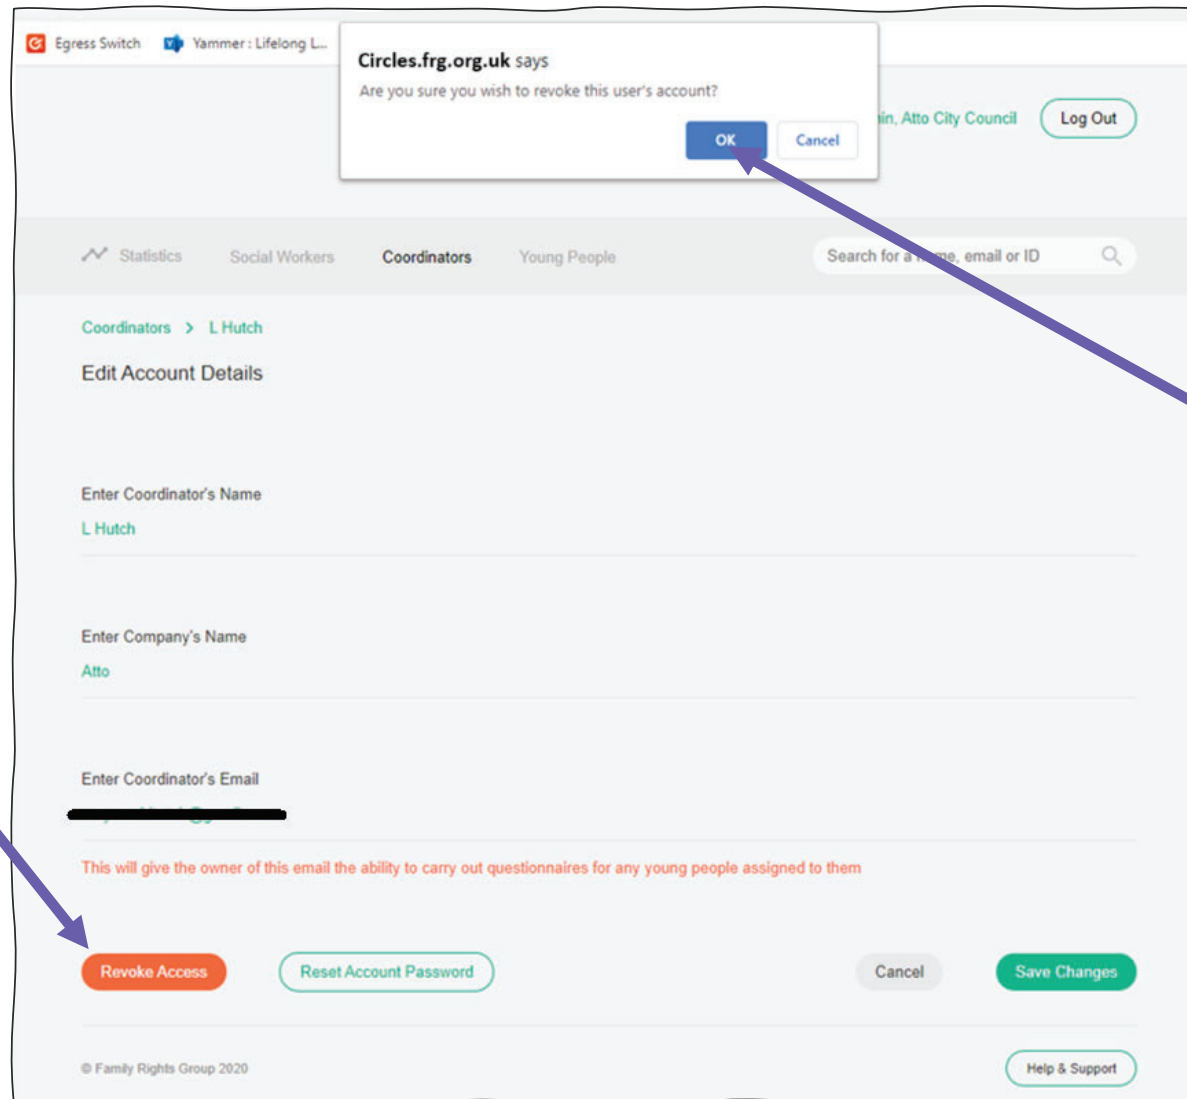 Egress Switch Yammer : Lifelong L...
Circles.frg.org.uk says
Are you sure you wish to revoke this user's account?
OK Cancel
Atto City Council Log Out
Statistics Social Workers Coordinators Young People Search for a name, email or ID
Coordinators > L Hutch
Edit Account Details
Enter Coordinator's Name
L Hutch
Enter Company's Name
Atto
Enter Coordinator's Email
This will give the owner of this email the ability to carry out questionnaires for any young people assigned to them
Revoke Access Reset Account Password Cancel Save Changes
© Family Rights Group 2020 Help & Support